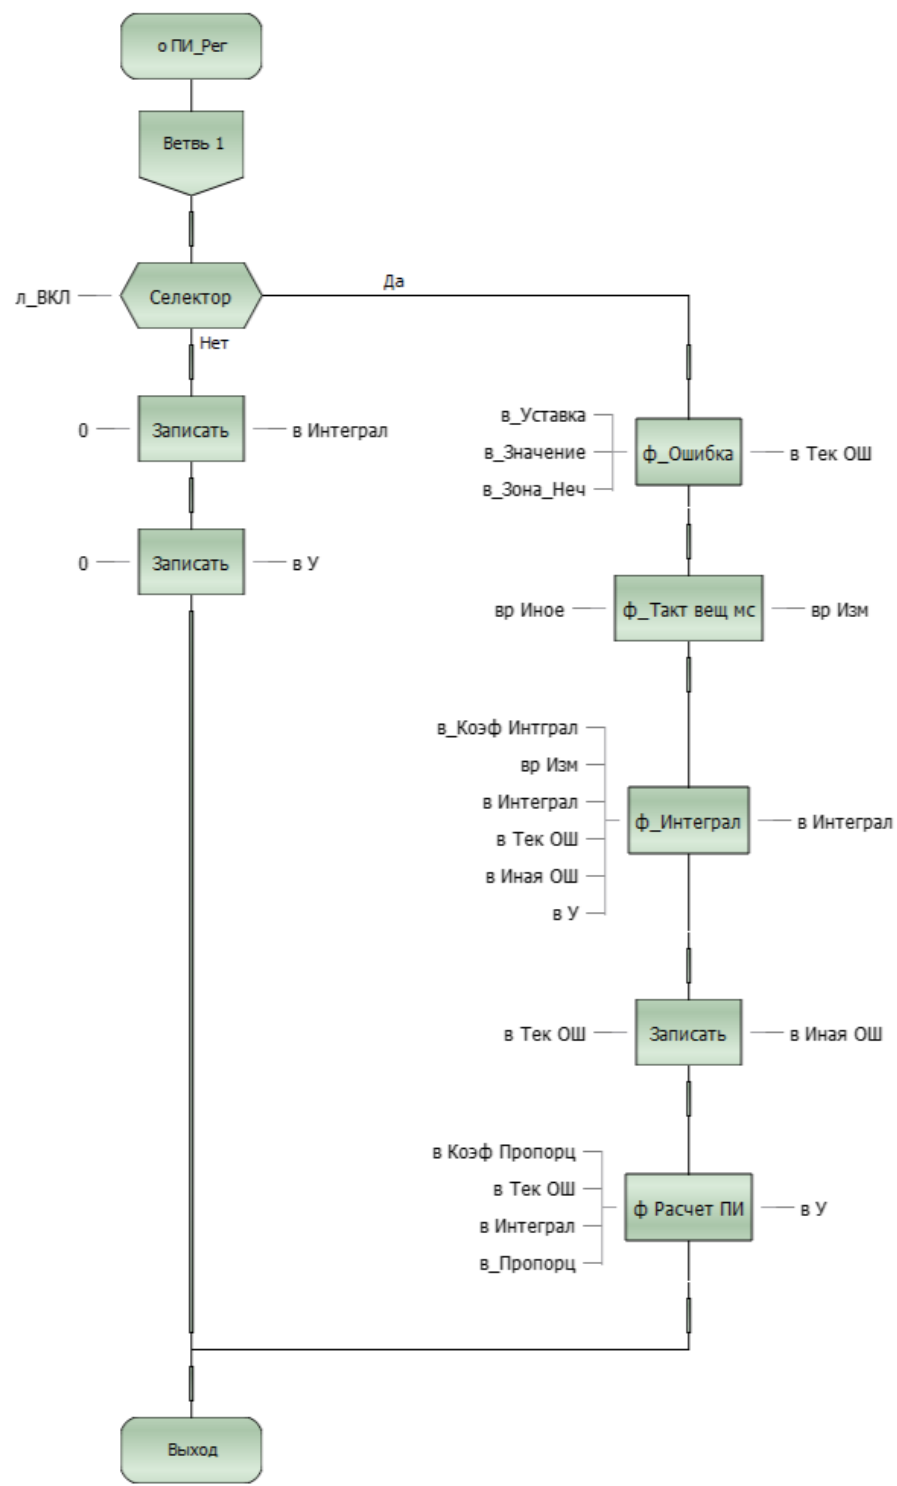 о ПИ_Рег
Ветвь 1
л_ВКЛ
Селектор
Да
Нет
0
Записать
в Интеграл
0
Записать
в У
в_Уставка
в_Значение
в_Зона_Неч
ф_Ошибка
в Тек ОШ
вр Иное
ф_Такт вещ мс
вр Изм
в_Коэф Интграл
вр Изм
в Интеграл
в Тек ОШ
в Иная ОШ
в У
ф_Интеграл
в Интеграл
в Тек ОШ
Записать
в Иная ОШ
в Коэф Пропорц
в Тек ОШ
в Интеграл
в_Пропорц
ф Расчет ПИ
в У
Выход